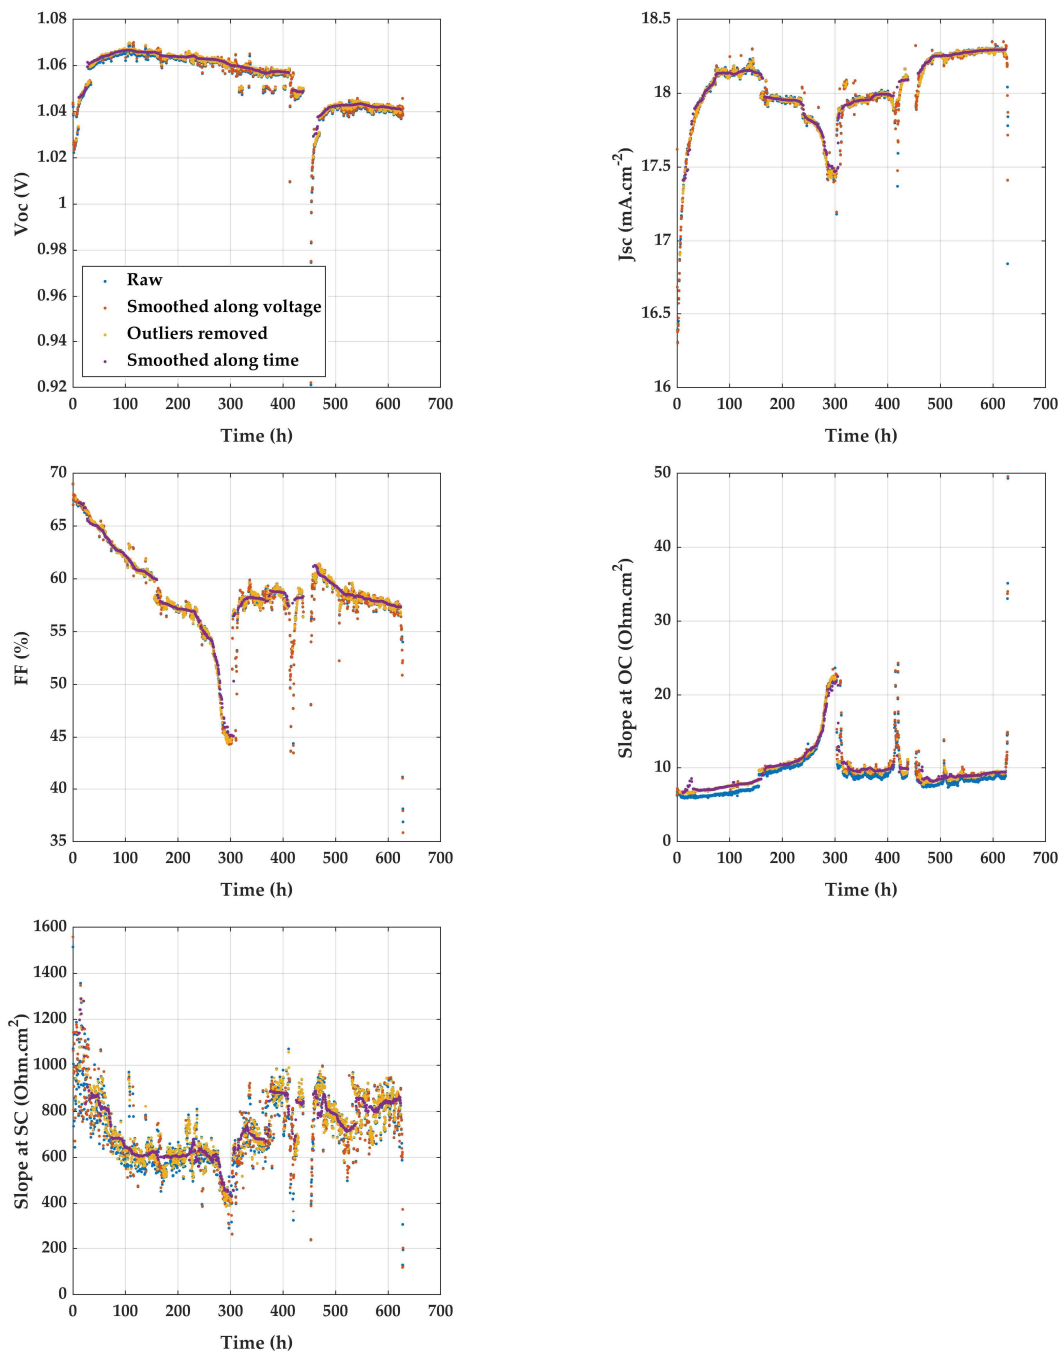 1.08
1.06
1.04
1.02
1
0.98
0.96
0.94
0.92
Voc (V)
Raw
Smoothed along voltage
Outliers removed
Smoothed along time
0 100 200 300 400 500 600 700
Time (h)
18.5
18
17.5
17
16.5
16
Jsc (mA.cm⁻²)
0 100 200 300 400 500 600 700
Time (h)
70
65
60
55
50
45
40
35
FF (%)
0 100 200 300 400 500 600 700
Time (h)
50
40
30
20
10
0
Slope at OC (Ohm.cm²)
0 100 200 300 400 500 600 700
Time (h)
1600
1400
1200
1000
800
600
400
200
0
Slope at SC (Ohm.cm²)
0 100 200 300 400 500 600 700
Time (h)